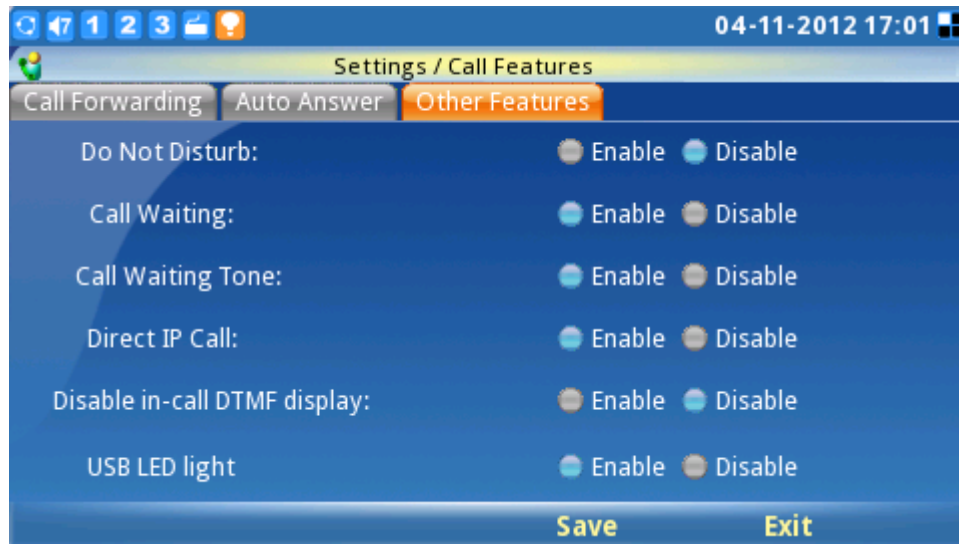 7 1 2 3 04-11-2012 17:01
Settings / Call Features
Call Forwarding Auto Answer Other Features
Do Not Disturb: Enable Disable
Call Waiting: Enable Disable
Call Waiting Tone: Enable Disable
Direct IP Call: Enable Disable
Disable in-call DTMF display: Enable Disable
USB LED light Enable Disable
Save Exit